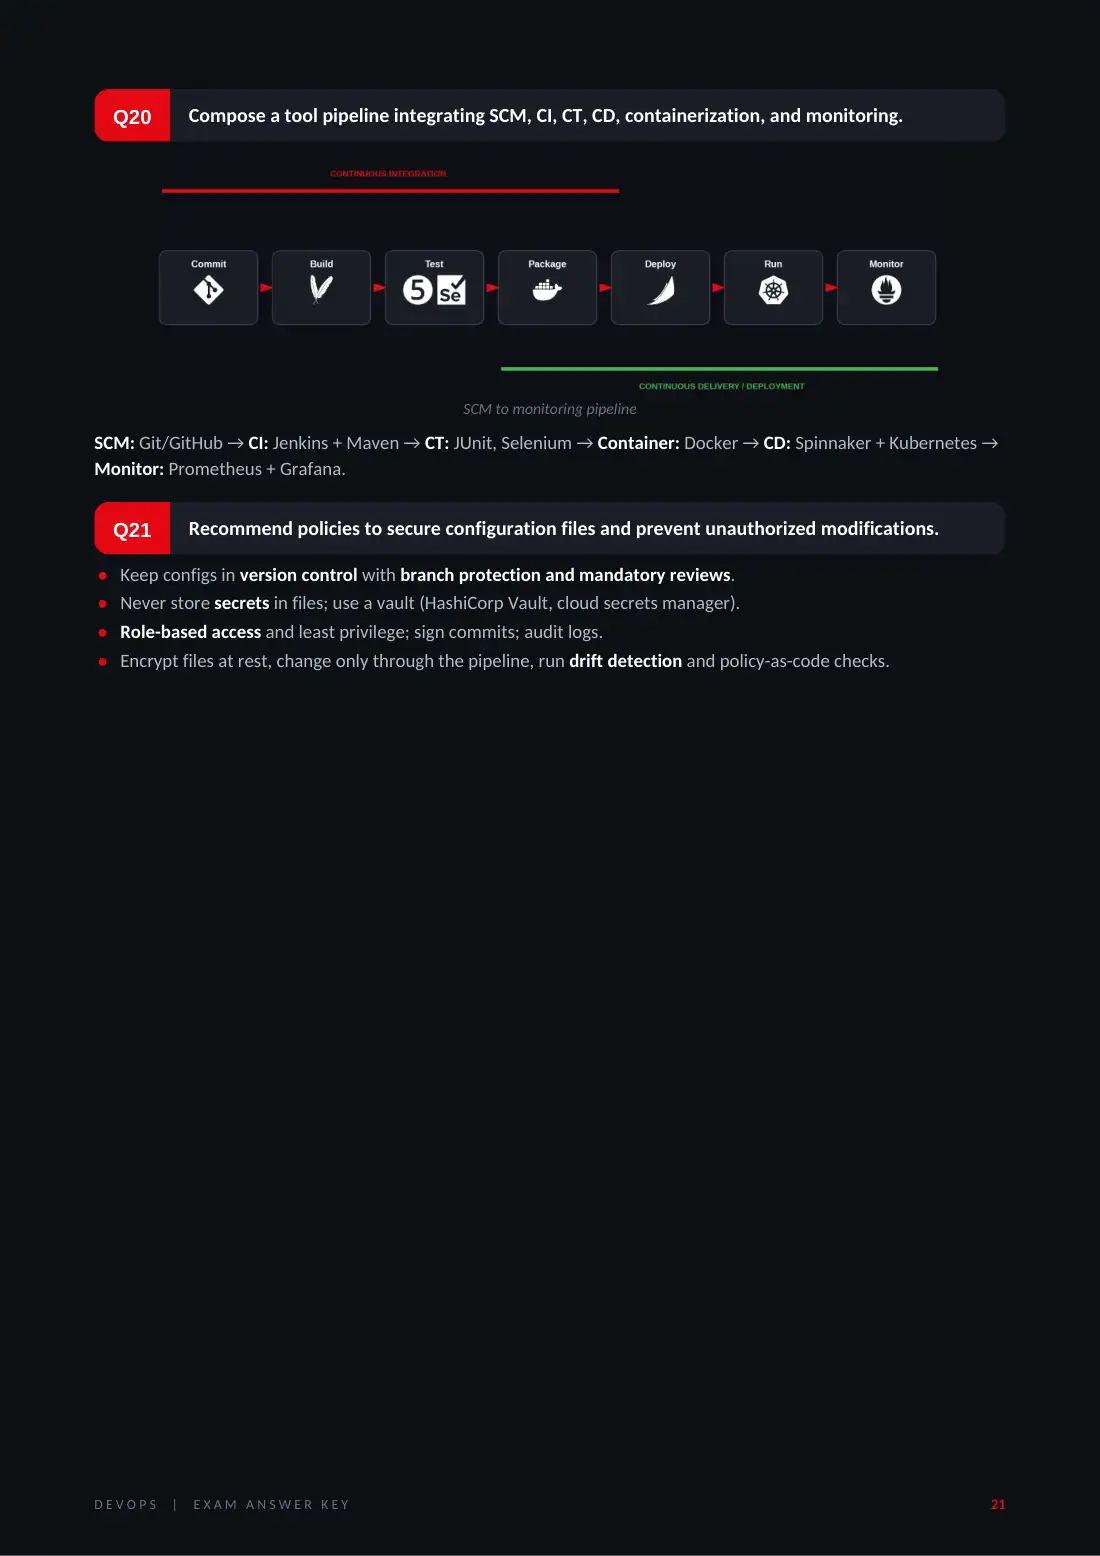 Q20 Compose a tool pipeline integrating SCM, CI, CT, CD, containerization, and monitoring.
CONTINUOUS INTEGRATION
Commit Build Test Package Deploy Run Monitor
5 Se
CONTINUOUS DELIVERY / DEPLOYMENT
SCM to monitoring pipeline
SCM: Git/GitHub → CI: Jenkins + Maven → CT: JUnit, Selenium → Container: Docker → CD: Spinnaker + Kubernetes →
Monitor: Prometheus + Grafana.
Q21 Recommend policies to secure configuration files and prevent unauthorized modifications.
• Keep configs in version control with branch protection and mandatory reviews.
• Never store secrets in files; use a vault (HashiCorp Vault, cloud secrets manager).
• Role-based access and least privilege; sign commits; audit logs.
• Encrypt files at rest, change only through the pipeline, run drift detection and policy-as-code checks.
DEVOPS | EXAM ANSWER KEY 21